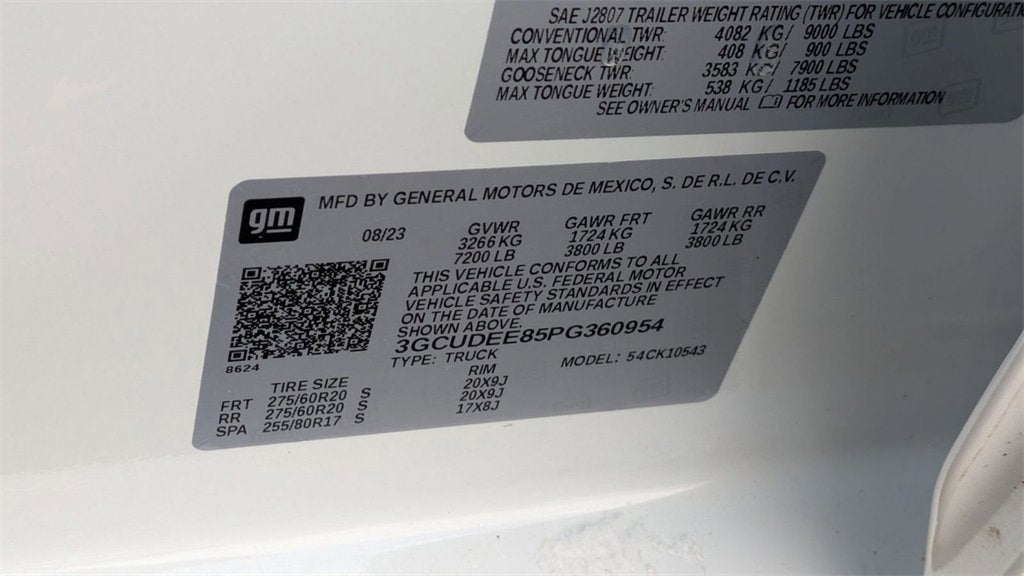 SAE J2807 TRAILER WEIGHT RATING (TWR) FOR VEHICLE
CONVENTIONAL TWR: 4082 KG/ 9000 LBS
MAX TONGUE WEIGHT: 408 KG/ 900 LBS
GOOSENECK TWR: 3583 KG/ 7900 LBS
MAX TONGUE WEIGHT: 538 KG/ 1185 LBS
SEE OWNER'S MANUAL FOR MORE INFORMATION
gm
MFD BY GENERAL MOTORS DE MEXICO, S. DE R.L. DE C.V.
08/23 GVWR GAWR FRT GAWR RR
3266 KG 1724 KG 1724 KG
7200 LB 3800 LB 3800 LB
THIS VEHICLE CONFORMS TO ALL
APPLICABLE U.S. FEDERAL MOTOR
VEHICLE SAFETY STANDARDS IN EFFECT
ON THE DATE OF MANUFACTURE
SHOWN ABOVE.
3GCUDEE85PG360954
8624
TYPE: TRUCK MODEL: 54CK10543
TIRE SIZE RIM
FRT 275/60R20 S 20X9J
RR 275/60R20 S 20X9J
SPA 255/80R17 S 17X8J